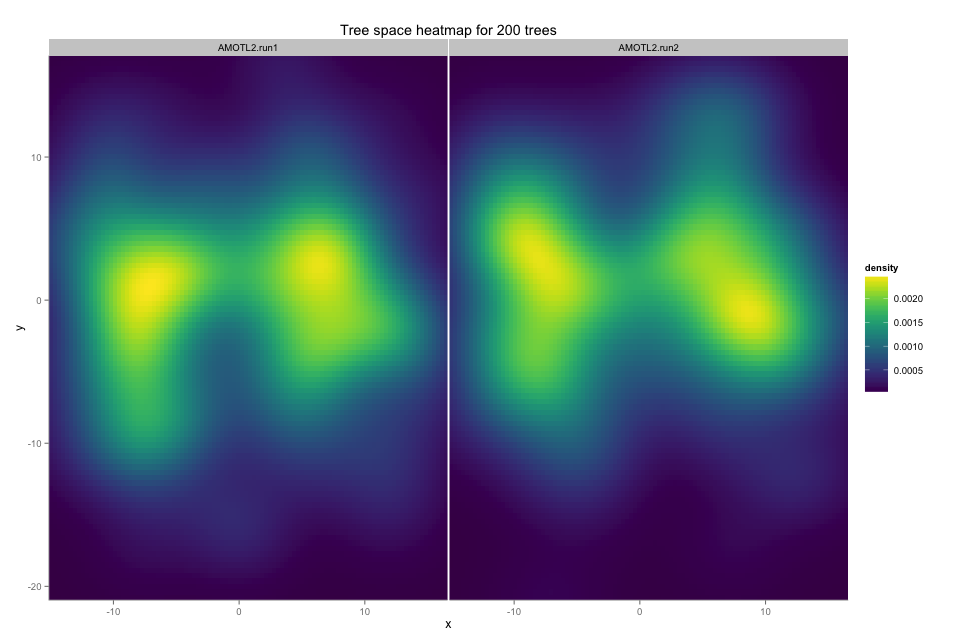 Tree space heatmap for 200 trees
AMOTL2.run1 AMOTL2.run2
10
0
-10
-20
y
-10 0 10 -10 0 10
x
density
0.0020
0.0015
0.0010
0.0005